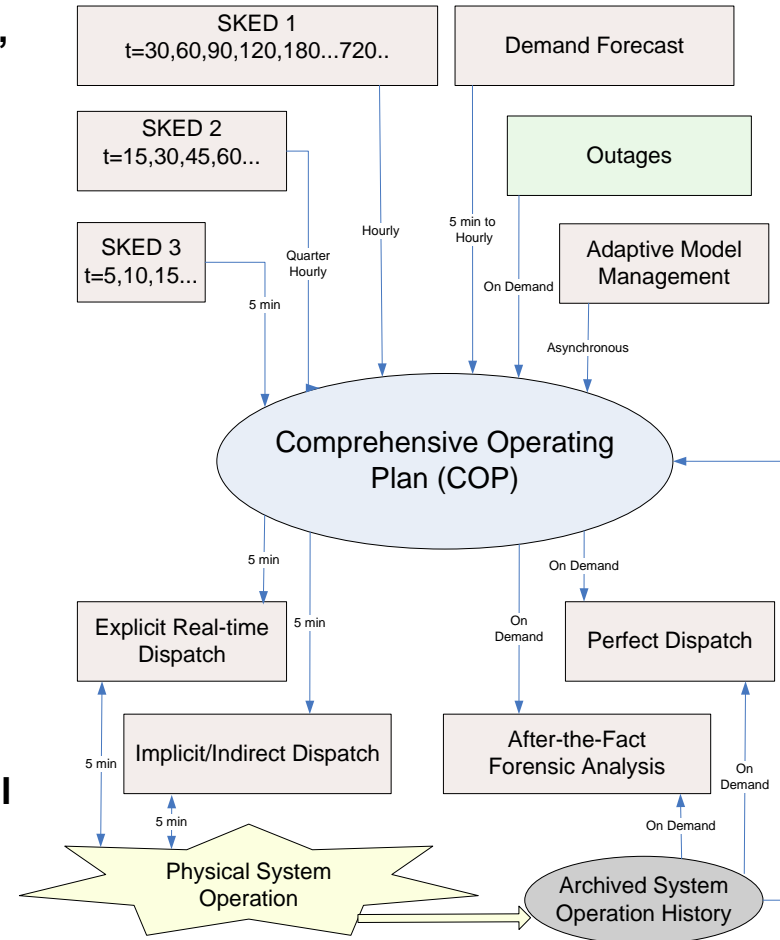 ,
SKED 1
t=30,60,90,120,180...720..
Demand Forecast
SKED 2
t=15,30,45,60...
Outages
SKED 3
t=5,10,15...
Adaptive Model
Management
5 min
Quarter
Hourly
Hourly
5 min to
Hourly
On Demand
Asynchronous
Comprehensive Operating
Plan (COP)
5 min
5 min
On
Demand
On Demand
Explicit Real-time
Dispatch
Perfect Dispatch
Implicit/Indirect Dispatch
After-the-Fact
Forensic Analysis
5 min
5 min
On Demand
On
Demand
l
Physical System
Operation
Archived System
Operation History